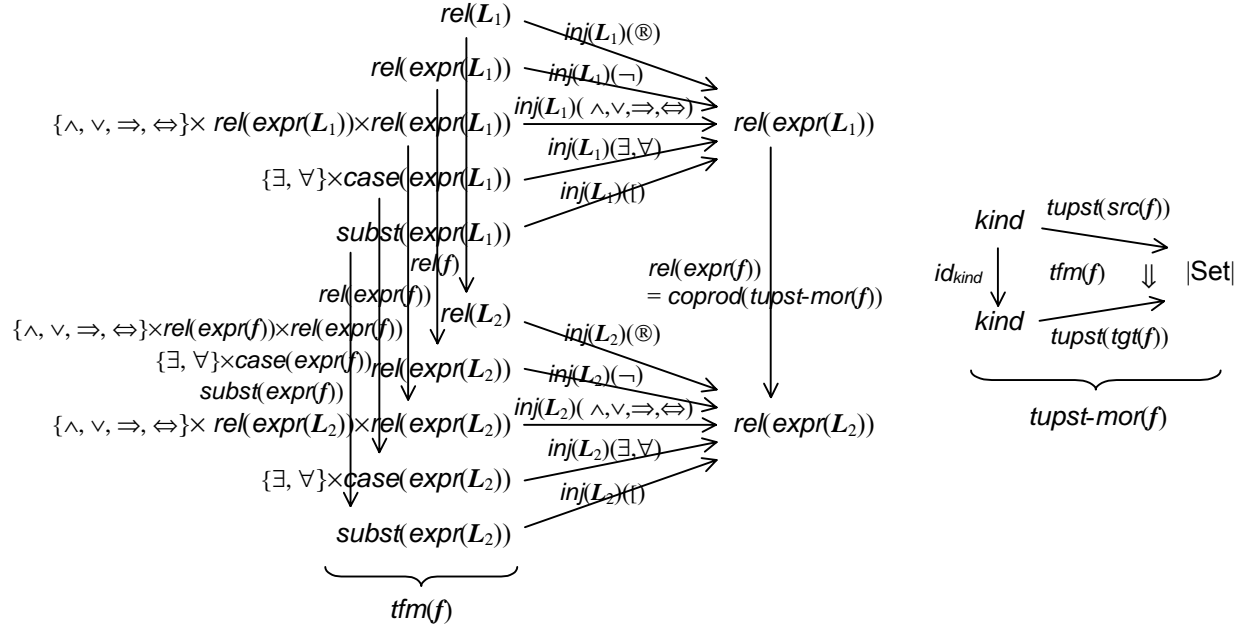 rel(L1)
inj(L1)(®)
rel(expr(L1))
inj(L1)(¬)
{∧, ∨, ⇒, ⇔}× rel(expr(L1))×rel(expr(L1))
inj(L1)( ∧,∨,⇒,⇔)
rel(expr(L1))
{∃, ∀}×case(expr(L1))
inj(L1)(∃,∀)
subst(expr(L1))
inj(L1)([)
rel(f)
rel(expr(f))
{∧, ∨, ⇒, ⇔}×rel(expr(f))×rel(expr(f))
{∃, ∀}×case(expr(f))
subst(expr(f))
rel(expr(f))
= coprod(tupst-mor(f))
rel(L2)
inj(L2)(®)
rel(expr(L2))
inj(L2)(¬)
{∧, ∨, ⇒, ⇔}× rel(expr(L2))×rel(expr(L2))
inj(L2)( ∧,∨,⇒,⇔)
rel(expr(L2))
{∃, ∀}×case(expr(L2))
inj(L2)(∃,∀)
subst(expr(L2))
inj(L2)([)
tfm(f)
kind
tupst(src(f))
idkind
tfm(f)
⇓
|Set|
kind
tupst(tgt(f))
tupst-mor(f)